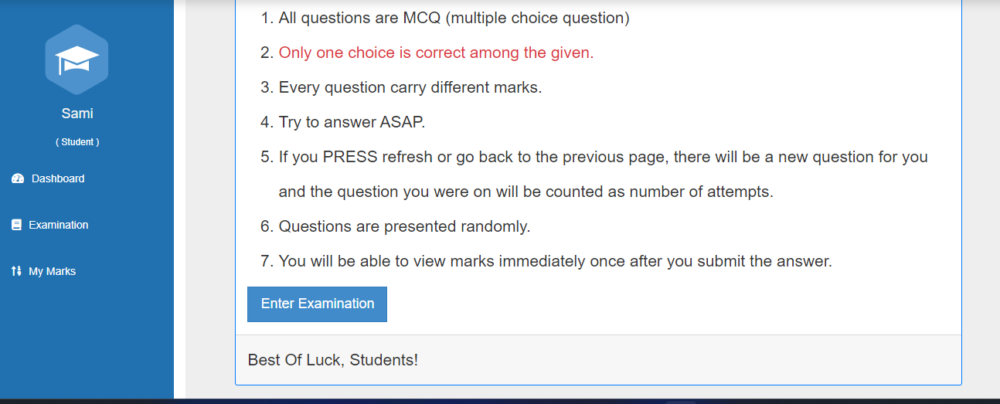 Sami
( Student )
Dashboard
Examination
My Marks
1. All questions are MCQ (multiple choice question)
2. Only one choice is correct among the given.
3. Every question carry different marks.
4. Try to answer ASAP.
5. If you PRESS refresh or go back to the previous page, there will be a new question for you
and the question you were on will be counted as number of attempts.
6. Questions are presented randomly.
7. You will be able to view marks immediately once after you submit the answer.
Enter Examination
Best Of Luck, Students!